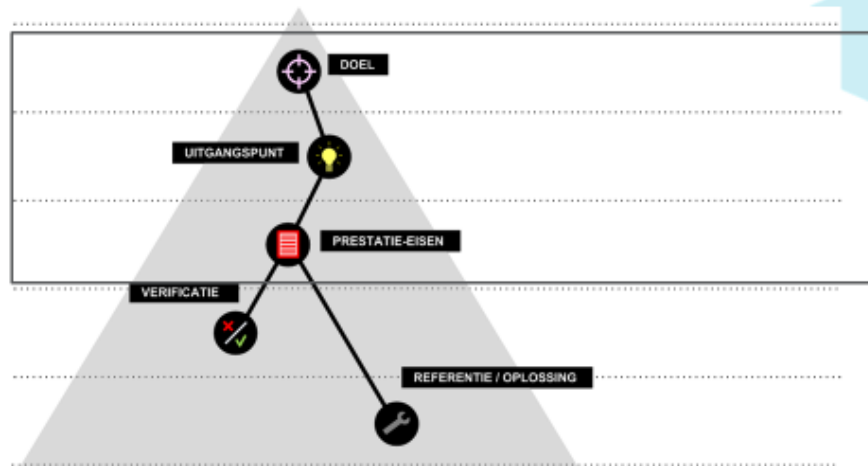 DOEL
UITGANGSPUNT
PRESTATIE-EISEN
VERIFICATIE
REFERENTIE / OPLOSSING